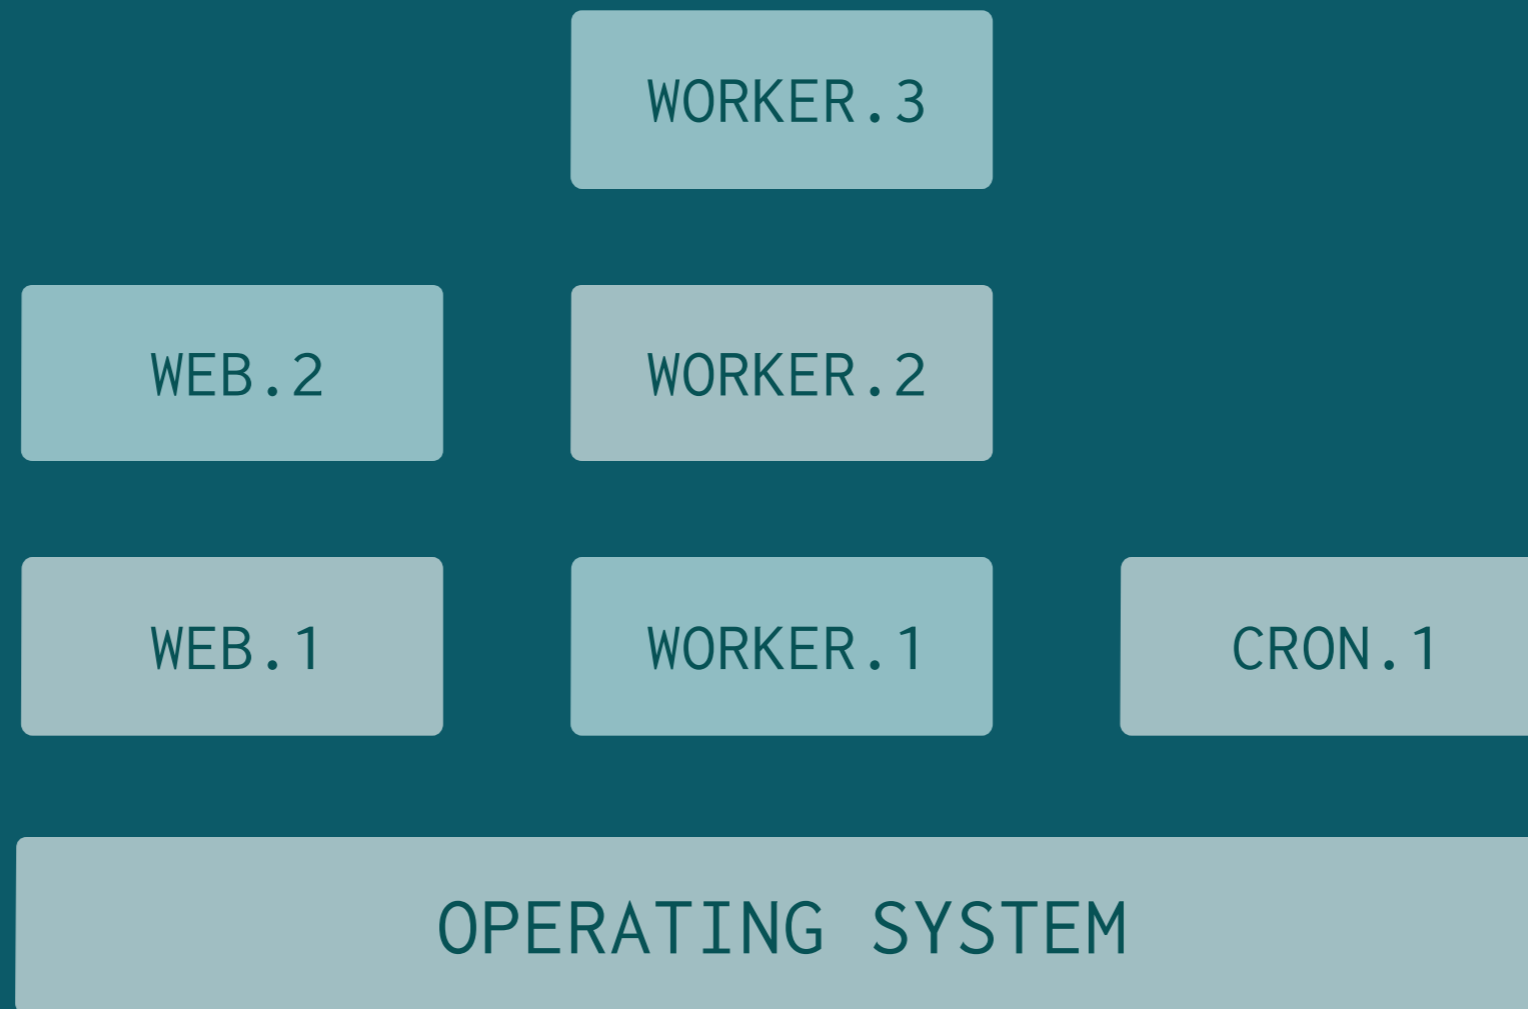 WORKER.3
WEB.2
WORKER.2
WEB.1
WORKER.1
CRON.1
OPERATING SYSTEM